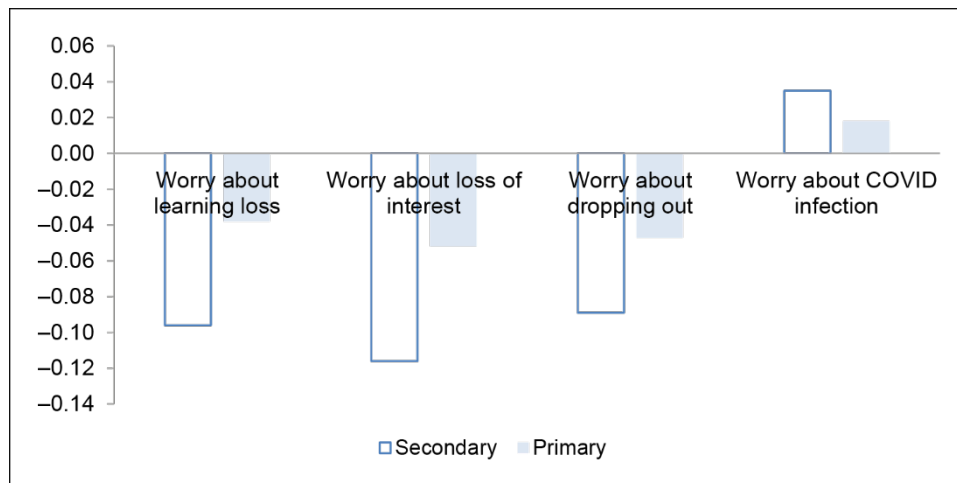 0.06
0.04
0.02
0.00
–0.02
–0.04
–0.06
–0.08
–0.10
–0.12
–0.14
Worry about
learning loss
Worry about loss of
interest
Worry about
dropping out
Worry about COVID
infection
Secondary
Primary